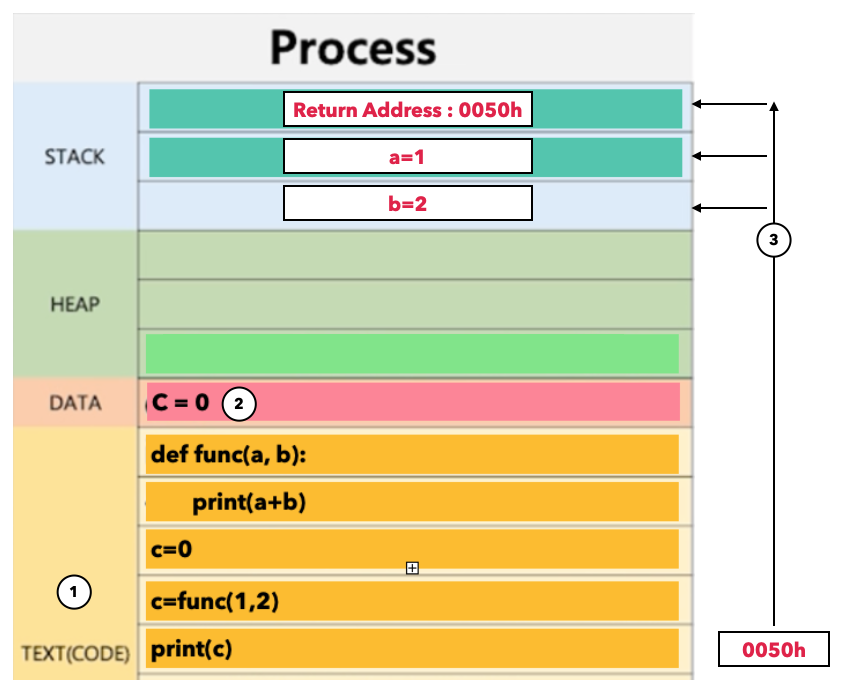 Process
STACK
Return Address : 0050h
a=1
b=2
3
HEAP
DATA
C = 0
2
def func(a, b):
print(a+b)
c=0
1
c=func(1,2)
TEXT(CODE)
print(c)
0050h